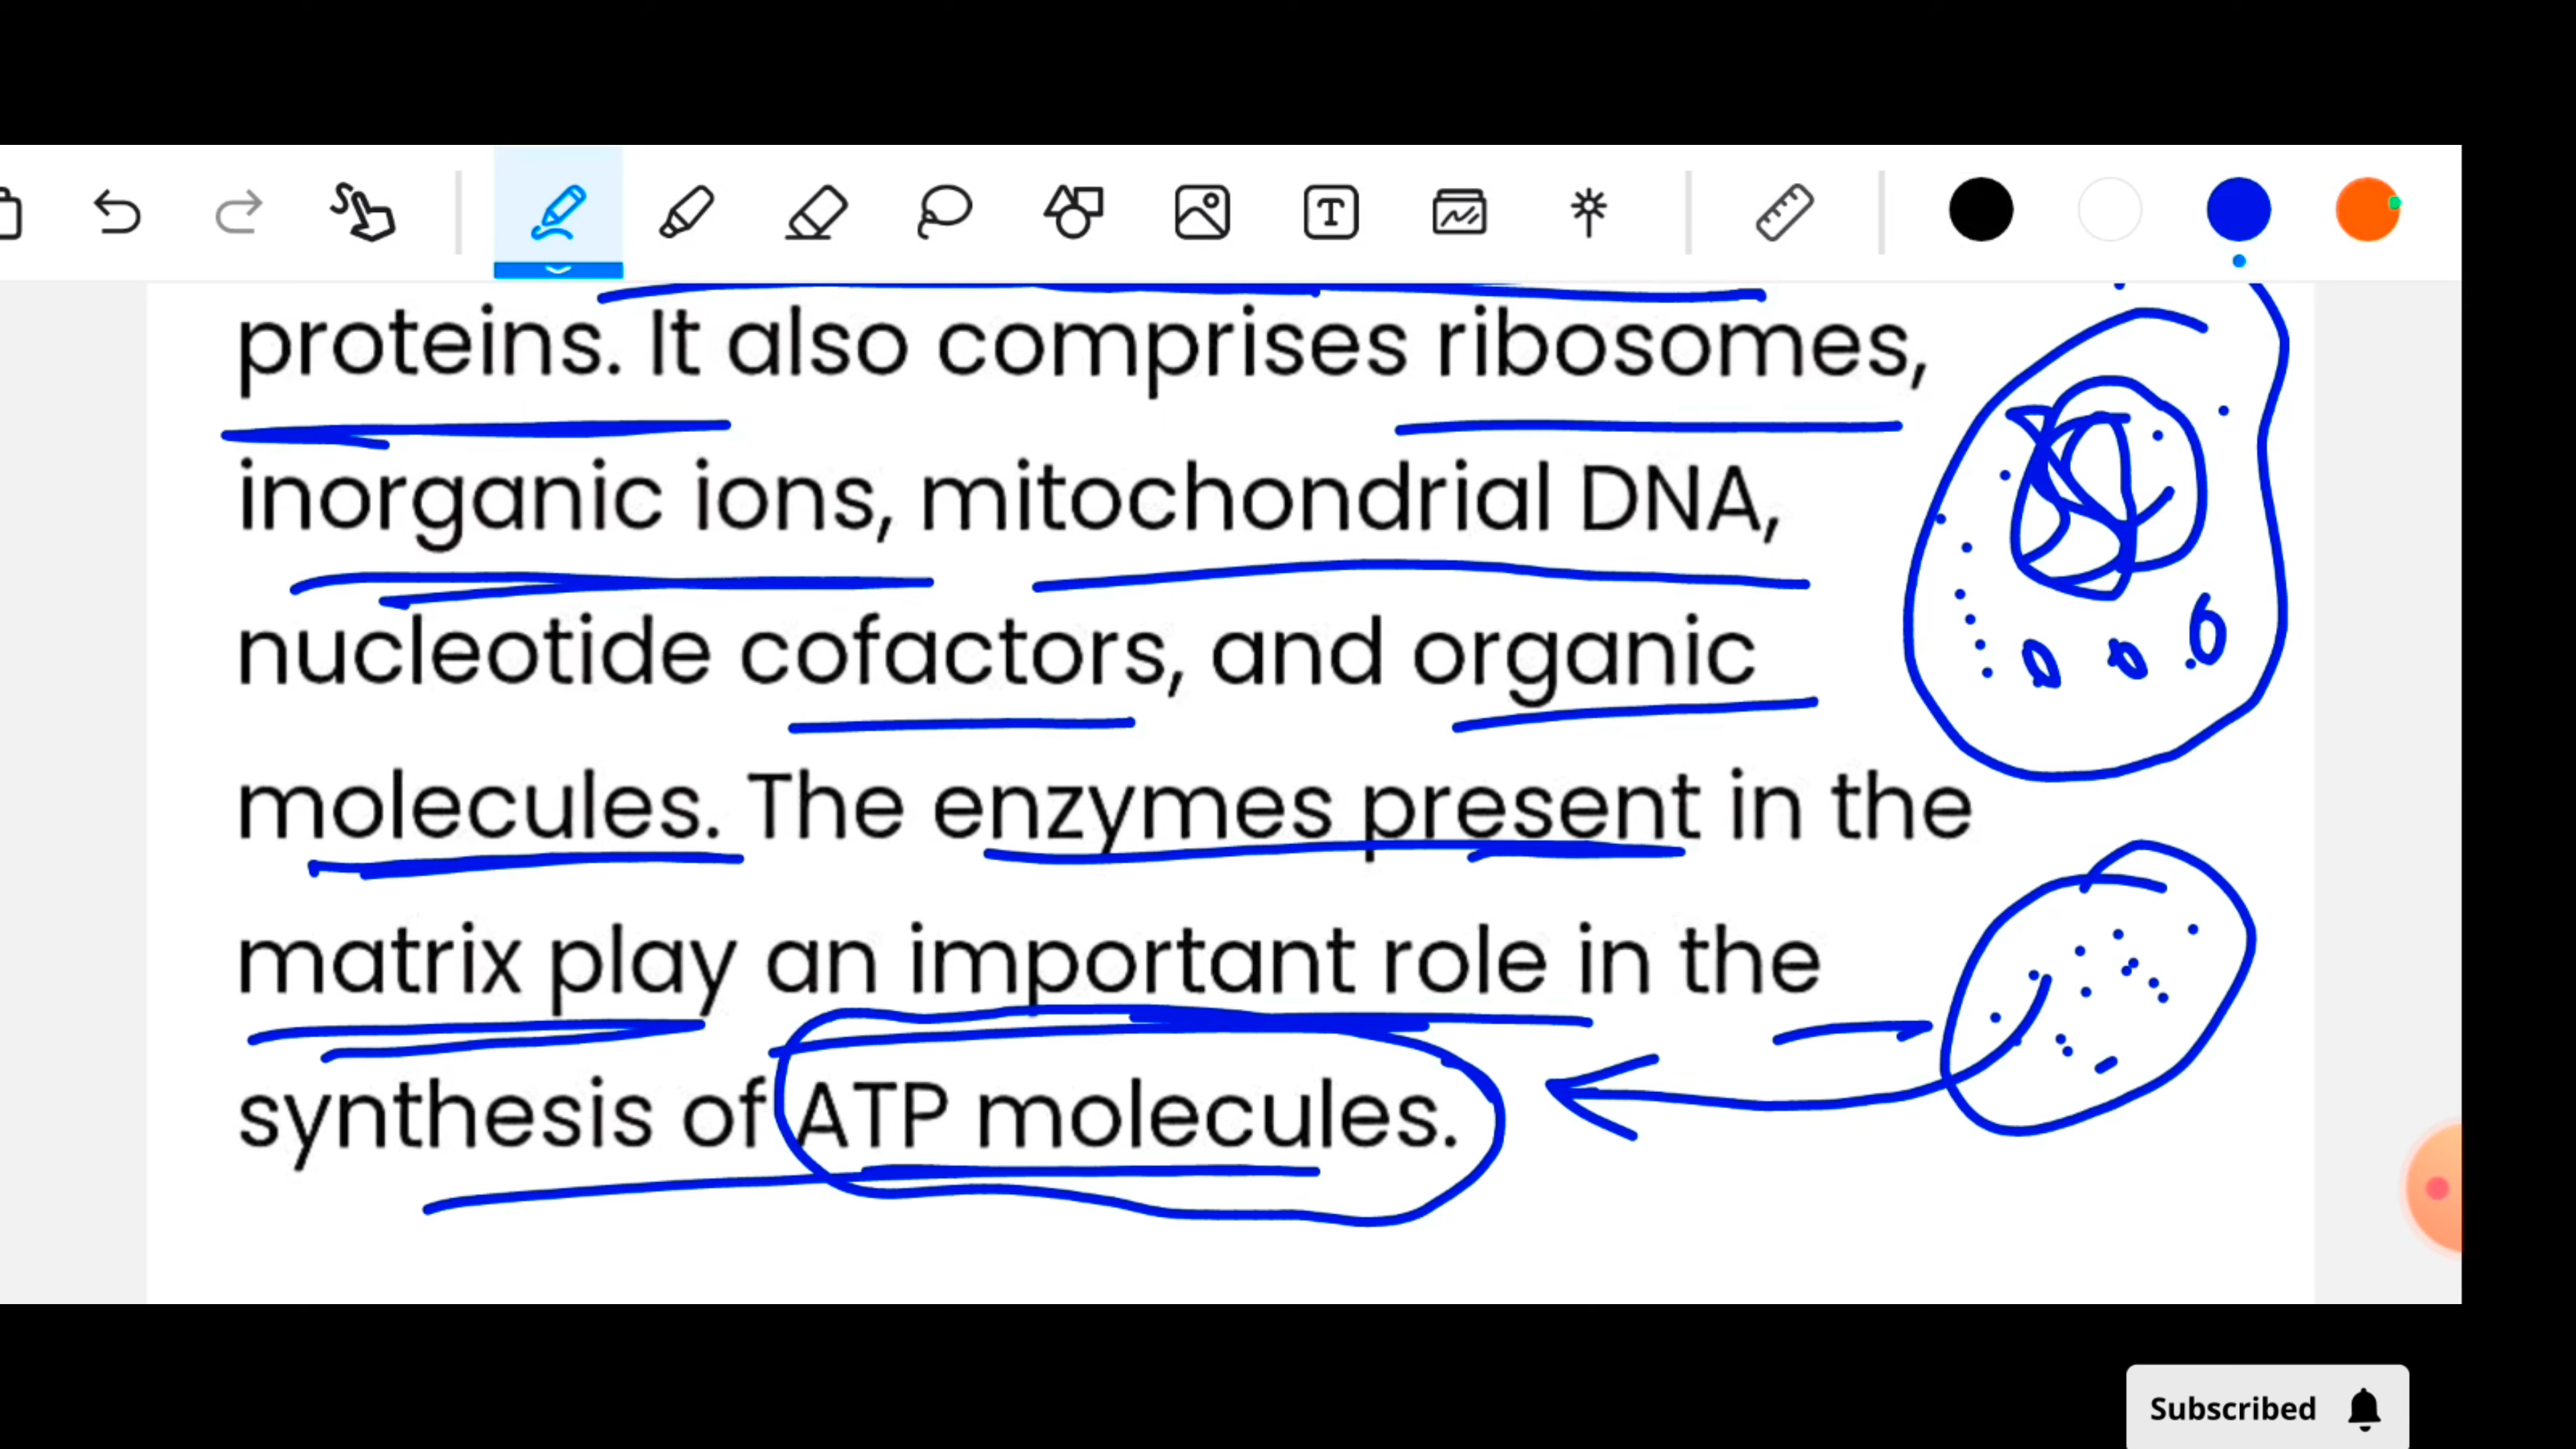 proteins. It also comprises ribosomes,
inorganic ions, mitochondrial DNA,
nucleotide cofactors, and organic
molecules. The enzymes present in the
matrix play an important role in the
synthesis of ATP molecules.
Subscribed